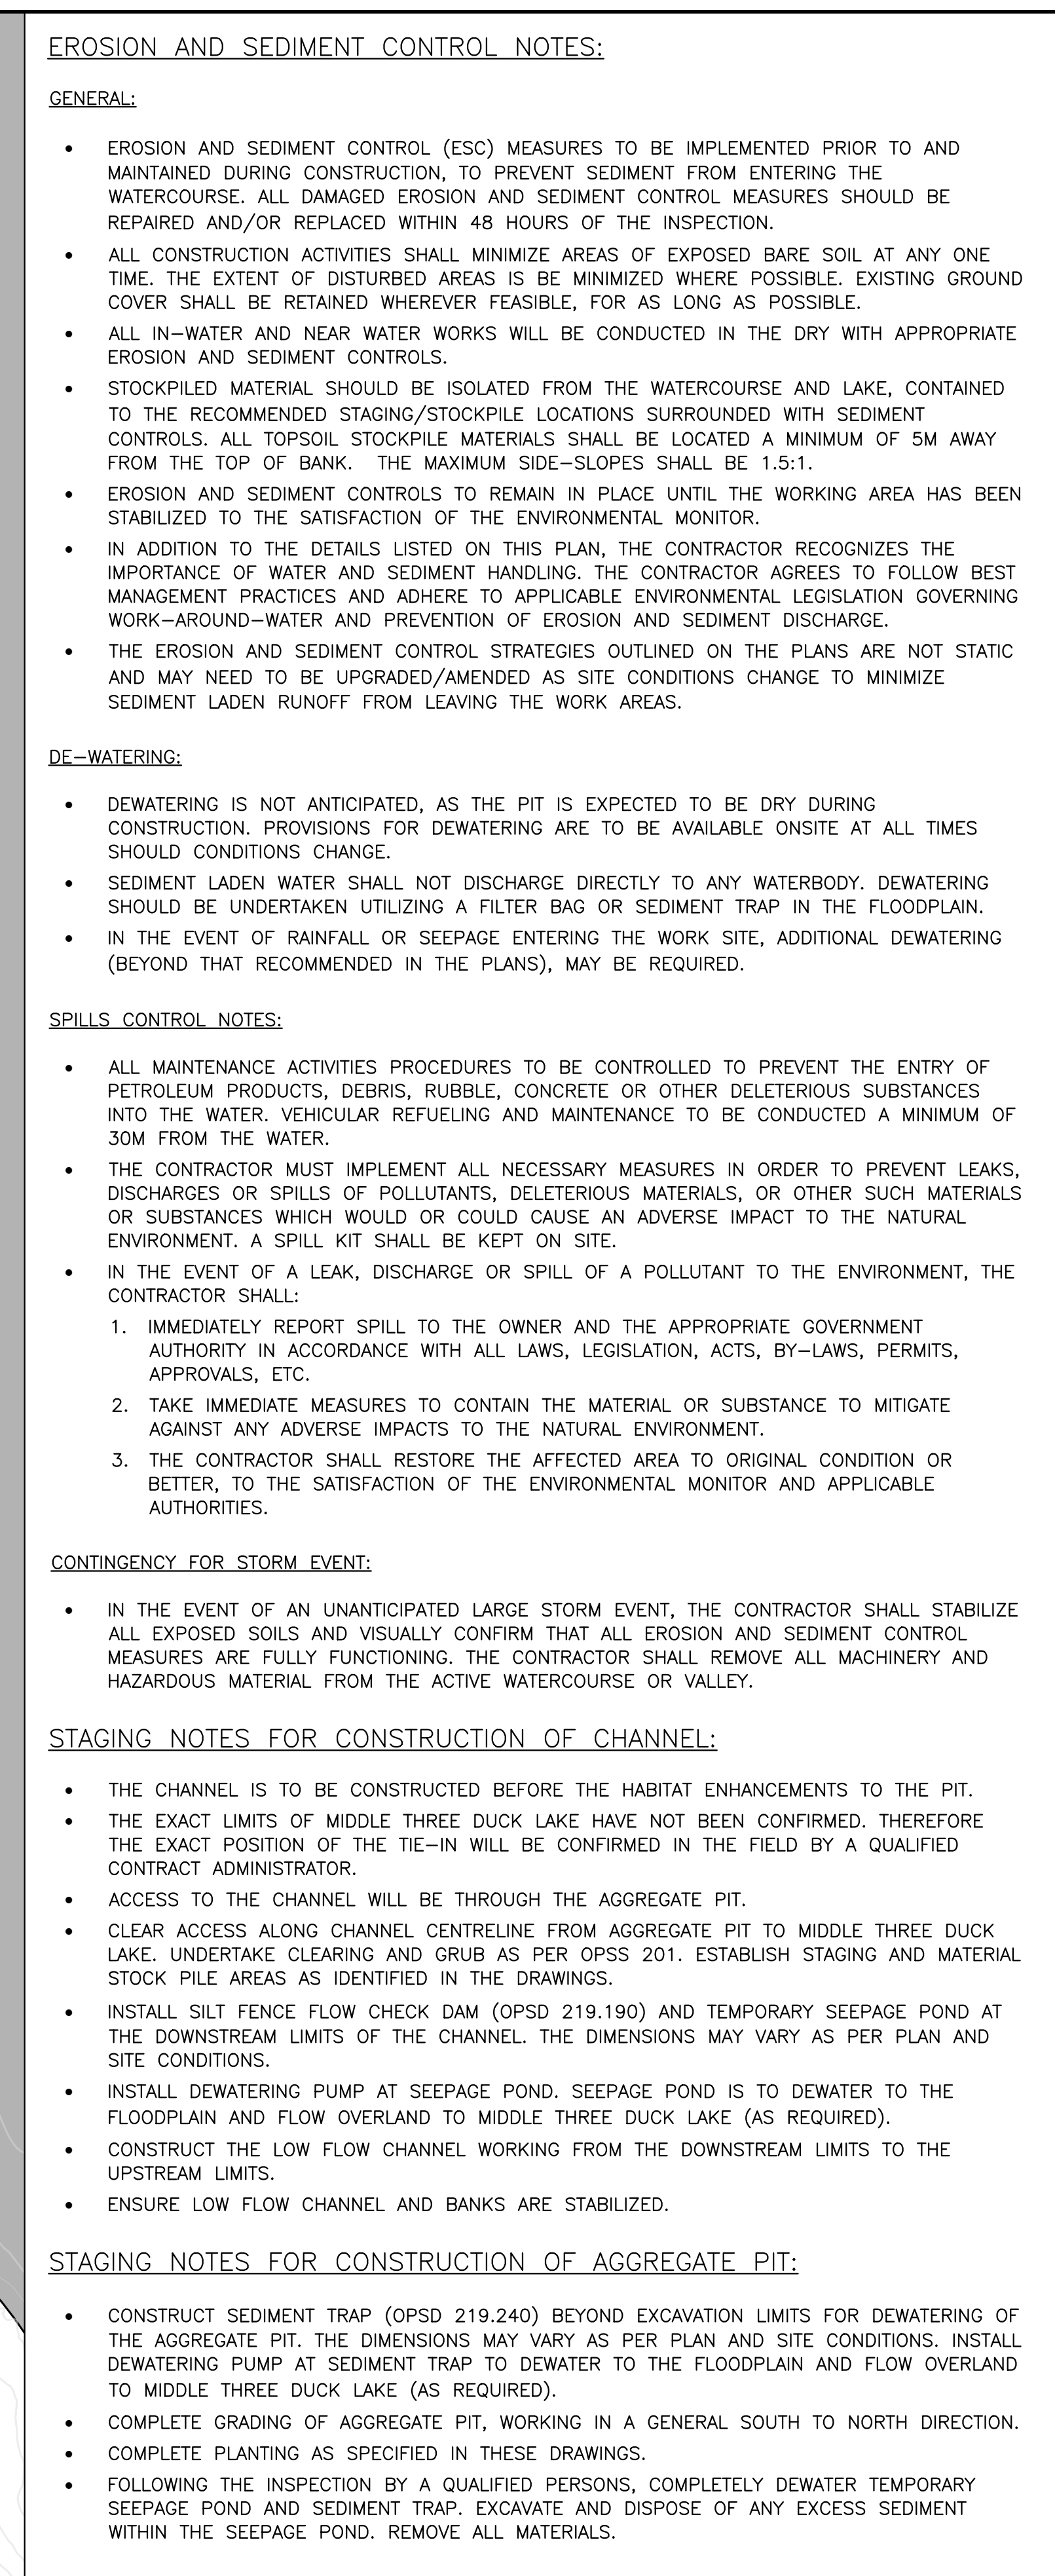 EROSION AND SEDIMENT CONTROL NOTES:
GENERAL:
• EROSION AND SEDIMENT CONTROL (ESC) MEASURES TO BE IMPLEMENTED PRIOR TO AND
MAINTAINED DURING CONSTRUCTION, TO PREVENT SEDIMENT FROM ENTERING THE
WATERCOURSE. ALL DAMAGED EROSION AND SEDIMENT CONTROL MEASURES SHOULD BE
REPAIRED AND/OR REPLACED WITHIN 48 HOURS OF THE INSPECTION.
• ALL CONSTRUCTION ACTIVITIES SHALL MINIMIZE AREAS OF EXPOSED BARE SOIL AT ANY ONE
TIME. THE EXTENT OF DISTURBED AREAS IS BE MINIMIZED WHERE POSSIBLE. EXISTING GROUND
COVER SHALL BE RETAINED WHEREVER FEASIBLE, FOR AS LONG AS POSSIBLE.
• ALL IN-WATER AND NEAR WATER WORKS WILL BE CONDUCTED IN THE DRY WITH APPROPRIATE
EROSION AND SEDIMENT CONTROLS.
• STOCKPILED MATERIAL SHOULD BE ISOLATED FROM THE WATERCOURSE AND LAKE, CONTAINED
TO THE RECOMMENDED STAGING/STOCKPILE LOCATIONS SURROUNDED WITH SEDIMENT
CONTROLS. ALL TOPSOIL STOCKPILE MATERIALS SHALL BE LOCATED A MINIMUM OF 5M AWAY
FROM THE TOP OF BANK. THE MAXIMUM SIDE-SLOPES SHALL BE 1.5:1.
• EROSION AND SEDIMENT CONTROLS TO REMAIN IN PLACE UNTIL THE WORKING AREA HAS BEEN
STABILIZED TO THE SATISFACTION OF THE ENVIRONMENTAL MONITOR.
• IN ADDITION TO THE DETAILS LISTED ON THIS PLAN, THE CONTRACTOR RECOGNIZES THE
IMPORTANCE OF WATER AND SEDIMENT HANDLING. THE CONTRACTOR AGREES TO FOLLOW BEST
MANAGEMENT PRACTICES AND ADHERE TO APPLICABLE ENVIRONMENTAL LEGISLATION GOVERNING
WORK-AROUND-WATER AND PREVENTION OF EROSION AND SEDIMENT DISCHARGE.
• THE EROSION AND SEDIMENT CONTROL STRATEGIES OUTLINED ON THE PLANS ARE NOT STATIC
AND MAY NEED TO BE UPGRADED/AMENDED AS SITE CONDITIONS CHANGE TO MINIMIZE
SEDIMENT LADEN RUNOFF FROM LEAVING THE WORK AREAS.
DE-WATERING:
• DEWATERING IS NOT ANTICIPATED, AS THE PIT IS EXPECTED TO BE DRY DURING
CONSTRUCTION. PROVISIONS FOR DEWATERING ARE TO BE AVAILABLE ONSITE AT ALL TIMES
SHOULD CONDITIONS CHANGE.
• SEDIMENT LADEN WATER SHALL NOT DISCHARGE DIRECTLY TO ANY WATERBODY. DEWATERING
SHOULD BE UNDERTAKEN UTILIZING A FILTER BAG OR SEDIMENT TRAP IN THE FLOODPLAIN.
• IN THE EVENT OF RAINFALL OR SEEPAGE ENTERING THE WORK SITE, ADDITIONAL DEWATERING
(BEYOND THAT RECOMMENDED IN THE PLANS), MAY BE REQUIRED.
SPILLS CONTROL NOTES:
• ALL MAINTENANCE ACTIVITIES PROCEDURES TO BE CONTROLLED TO PREVENT THE ENTRY OF
PETROLEUM PRODUCTS, DEBRIS, RUBBLE, CONCRETE OR OTHER DELETERIOUS SUBSTANCES
INTO THE WATER. VEHICULAR REFUELING AND MAINTENANCE TO BE CONDUCTED A MINIMUM OF
30M FROM THE WATER.
• THE CONTRACTOR MUST IMPLEMENT ALL NECESSARY MEASURES IN ORDER TO PREVENT LEAKS,
DISCHARGES OR SPILLS OF POLLUTANTS, DELETERIOUS MATERIALS, OR OTHER SUCH MATERIALS
OR SUBSTANCES WHICH WOULD OR COULD CAUSE AN ADVERSE IMPACT TO THE NATURAL
ENVIRONMENT. A SPILL KIT SHALL BE KEPT ON SITE.
• IN THE EVENT OF A LEAK, DISCHARGE OR SPILL OF A POLLUTANT TO THE ENVIRONMENT, THE
CONTRACTOR SHALL:
1. IMMEDIATELY REPORT SPILL TO THE OWNER AND THE APPROPRIATE GOVERNMENT
AUTHORITY IN ACCORDANCE WITH ALL LAWS, LEGISLATION, ACTS, BY-LAWS, PERMITS,
APPROVALS, ETC.
2. TAKE IMMEDIATE MEASURES TO CONTAIN THE MATERIAL OR SUBSTANCE TO MITIGATE
AGAINST ANY ADVERSE IMPACTS TO THE NATURAL ENVIRONMENT.
3. THE CONTRACTOR SHALL RESTORE THE AFFECTED AREA TO ORIGINAL CONDITION OR
BETTER, TO THE SATISFACTION OF THE ENVIRONMENTAL MONITOR AND APPLICABLE
AUTHORITIES.
CONTINGENCY FOR STORM EVENT:
• IN THE EVENT OF AN UNANTICIPATED LARGE STORM EVENT, THE CONTRACTOR SHALL STABILIZE
ALL EXPOSED SOILS AND VISUALLY CONFIRM THAT ALL EROSION AND SEDIMENT CONTROL
MEASURES ARE FULLY FUNCTIONING. THE CONTRACTOR SHALL REMOVE ALL MACHINERY AND
HAZARDOUS MATERIAL FROM THE ACTIVE WATERCOURSE OR VALLEY.
STAGING NOTES FOR CONSTRUCTION OF CHANNEL:
• THE CHANNEL IS TO BE CONSTRUCTED BEFORE THE HABITAT ENHANCEMENTS TO THE PIT.
• THE EXACT LIMITS OF MIDDLE THREE DUCK LAKE HAVE NOT BEEN CONFIRMED. THEREFORE
THE EXACT POSITION OF THE TIE-IN WILL BE CONFIRMED IN THE FIELD BY A QUALIFIED
CONTRACT ADMINISTRATOR.
• ACCESS TO THE CHANNEL WILL BE THROUGH THE AGGREGATE PIT.
• CLEAR ACCESS ALONG CHANNEL CENTRELINE FROM AGGREGATE PIT TO MIDDLE THREE DUCK
LAKE. UNDERTAKE CLEARING AND GRUB AS PER OPSS 201. ESTABLISH STAGING AND MATERIAL
STOCK PILE AREAS AS IDENTIFIED IN THE DRAWINGS.
• INSTALL SILT FENCE FLOW CHECK DAM (OPSD 219.190) AND TEMPORARY SEEPAGE POND AT
THE DOWNSTREAM LIMITS OF THE CHANNEL. THE DIMENSIONS MAY VARY AS PER PLAN AND
SITE CONDITIONS.
• INSTALL DEWATERING PUMP AT SEEPAGE POND. SEEPAGE POND IS TO DEWATER TO THE
FLOODPLAIN AND FLOW OVERLAND TO MIDDLE THREE DUCK LAKE (AS REQUIRED).
• CONSTRUCT THE LOW FLOW CHANNEL WORKING FROM THE DOWNSTREAM LIMITS TO THE
UPSTREAM LIMITS.
• ENSURE LOW FLOW CHANNEL AND BANKS ARE STABILIZED.
STAGING NOTES FOR CONSTRUCTION OF AGGREGATE PIT:
• CONSTRUCT SEDIMENT TRAP (OPSD 219.240) BEYOND EXCAVATION LIMITS FOR DEWATERING OF
THE AGGREGATE PIT. THE DIMENSIONS MAY VARY AS PER PLAN AND SITE CONDITIONS. INSTALL
DEWATERING PUMP AT SEDIMENT TRAP TO DEWATER TO THE FLOODPLAIN AND FLOW OVERLAND
TO MIDDLE THREE DUCK LAKE (AS REQUIRED).
• COMPLETE GRADING OF AGGREGATE PIT, WORKING IN A GENERAL SOUTH TO NORTH DIRECTION.
• COMPLETE PLANTING AS SPECIFIED IN THESE DRAWINGS.
• FOLLOWING THE INSPECTION BY A QUALIFIED PERSONS, COMPLETELY DEWATER TEMPORARY
SEEPAGE POND AND SEDIMENT TRAP. EXCAVATE AND DISPOSE OF ANY EXCESS SEDIMENT
WITHIN THE SEEPAGE POND. REMOVE ALL MATERIALS.